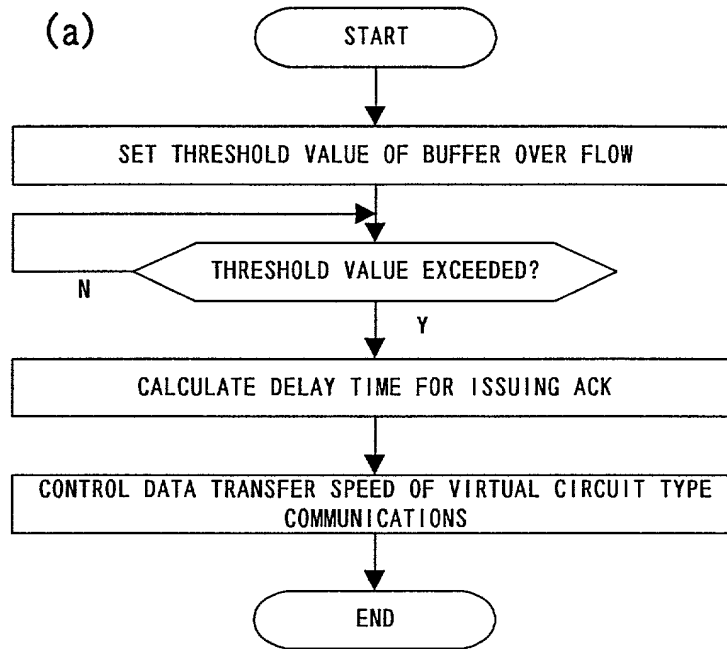 (a)
START
SET THRESHOLD VALUE OF BUFFER OVER FLOW
THRESHOLD VALUE EXCEEDED?
N
Y
CALCULATE DELAY TIME FOR ISSUING ACK
CONTROL DATA TRANSFER SPEED OF VIRTUAL CIRCUIT TYPE
COMMUNICATIONS
END